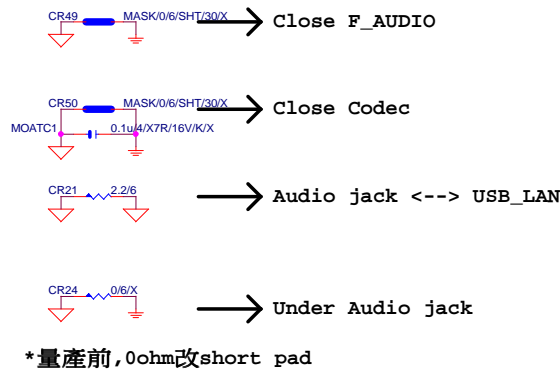 CR49 MASK/0/6/SHT/30/X Close F_AUDIO
CR50 MASK/0/6/SHT/30/X Close Codec
MOATC1 0.1u/4/X7R/16V/K/X
CR21 2.2/6 Audio jack <--> USB_LAN
CR24 0/6/X Under Audio jack
*量產前,0ohm改short pad